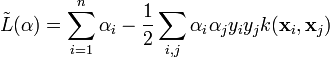 L̃(α) = ∑_{i=1}^{n} α_i − 1/2 ∑_{i,j} α_i α_j y_i y_j k(𝐱_i, 𝐱_j)